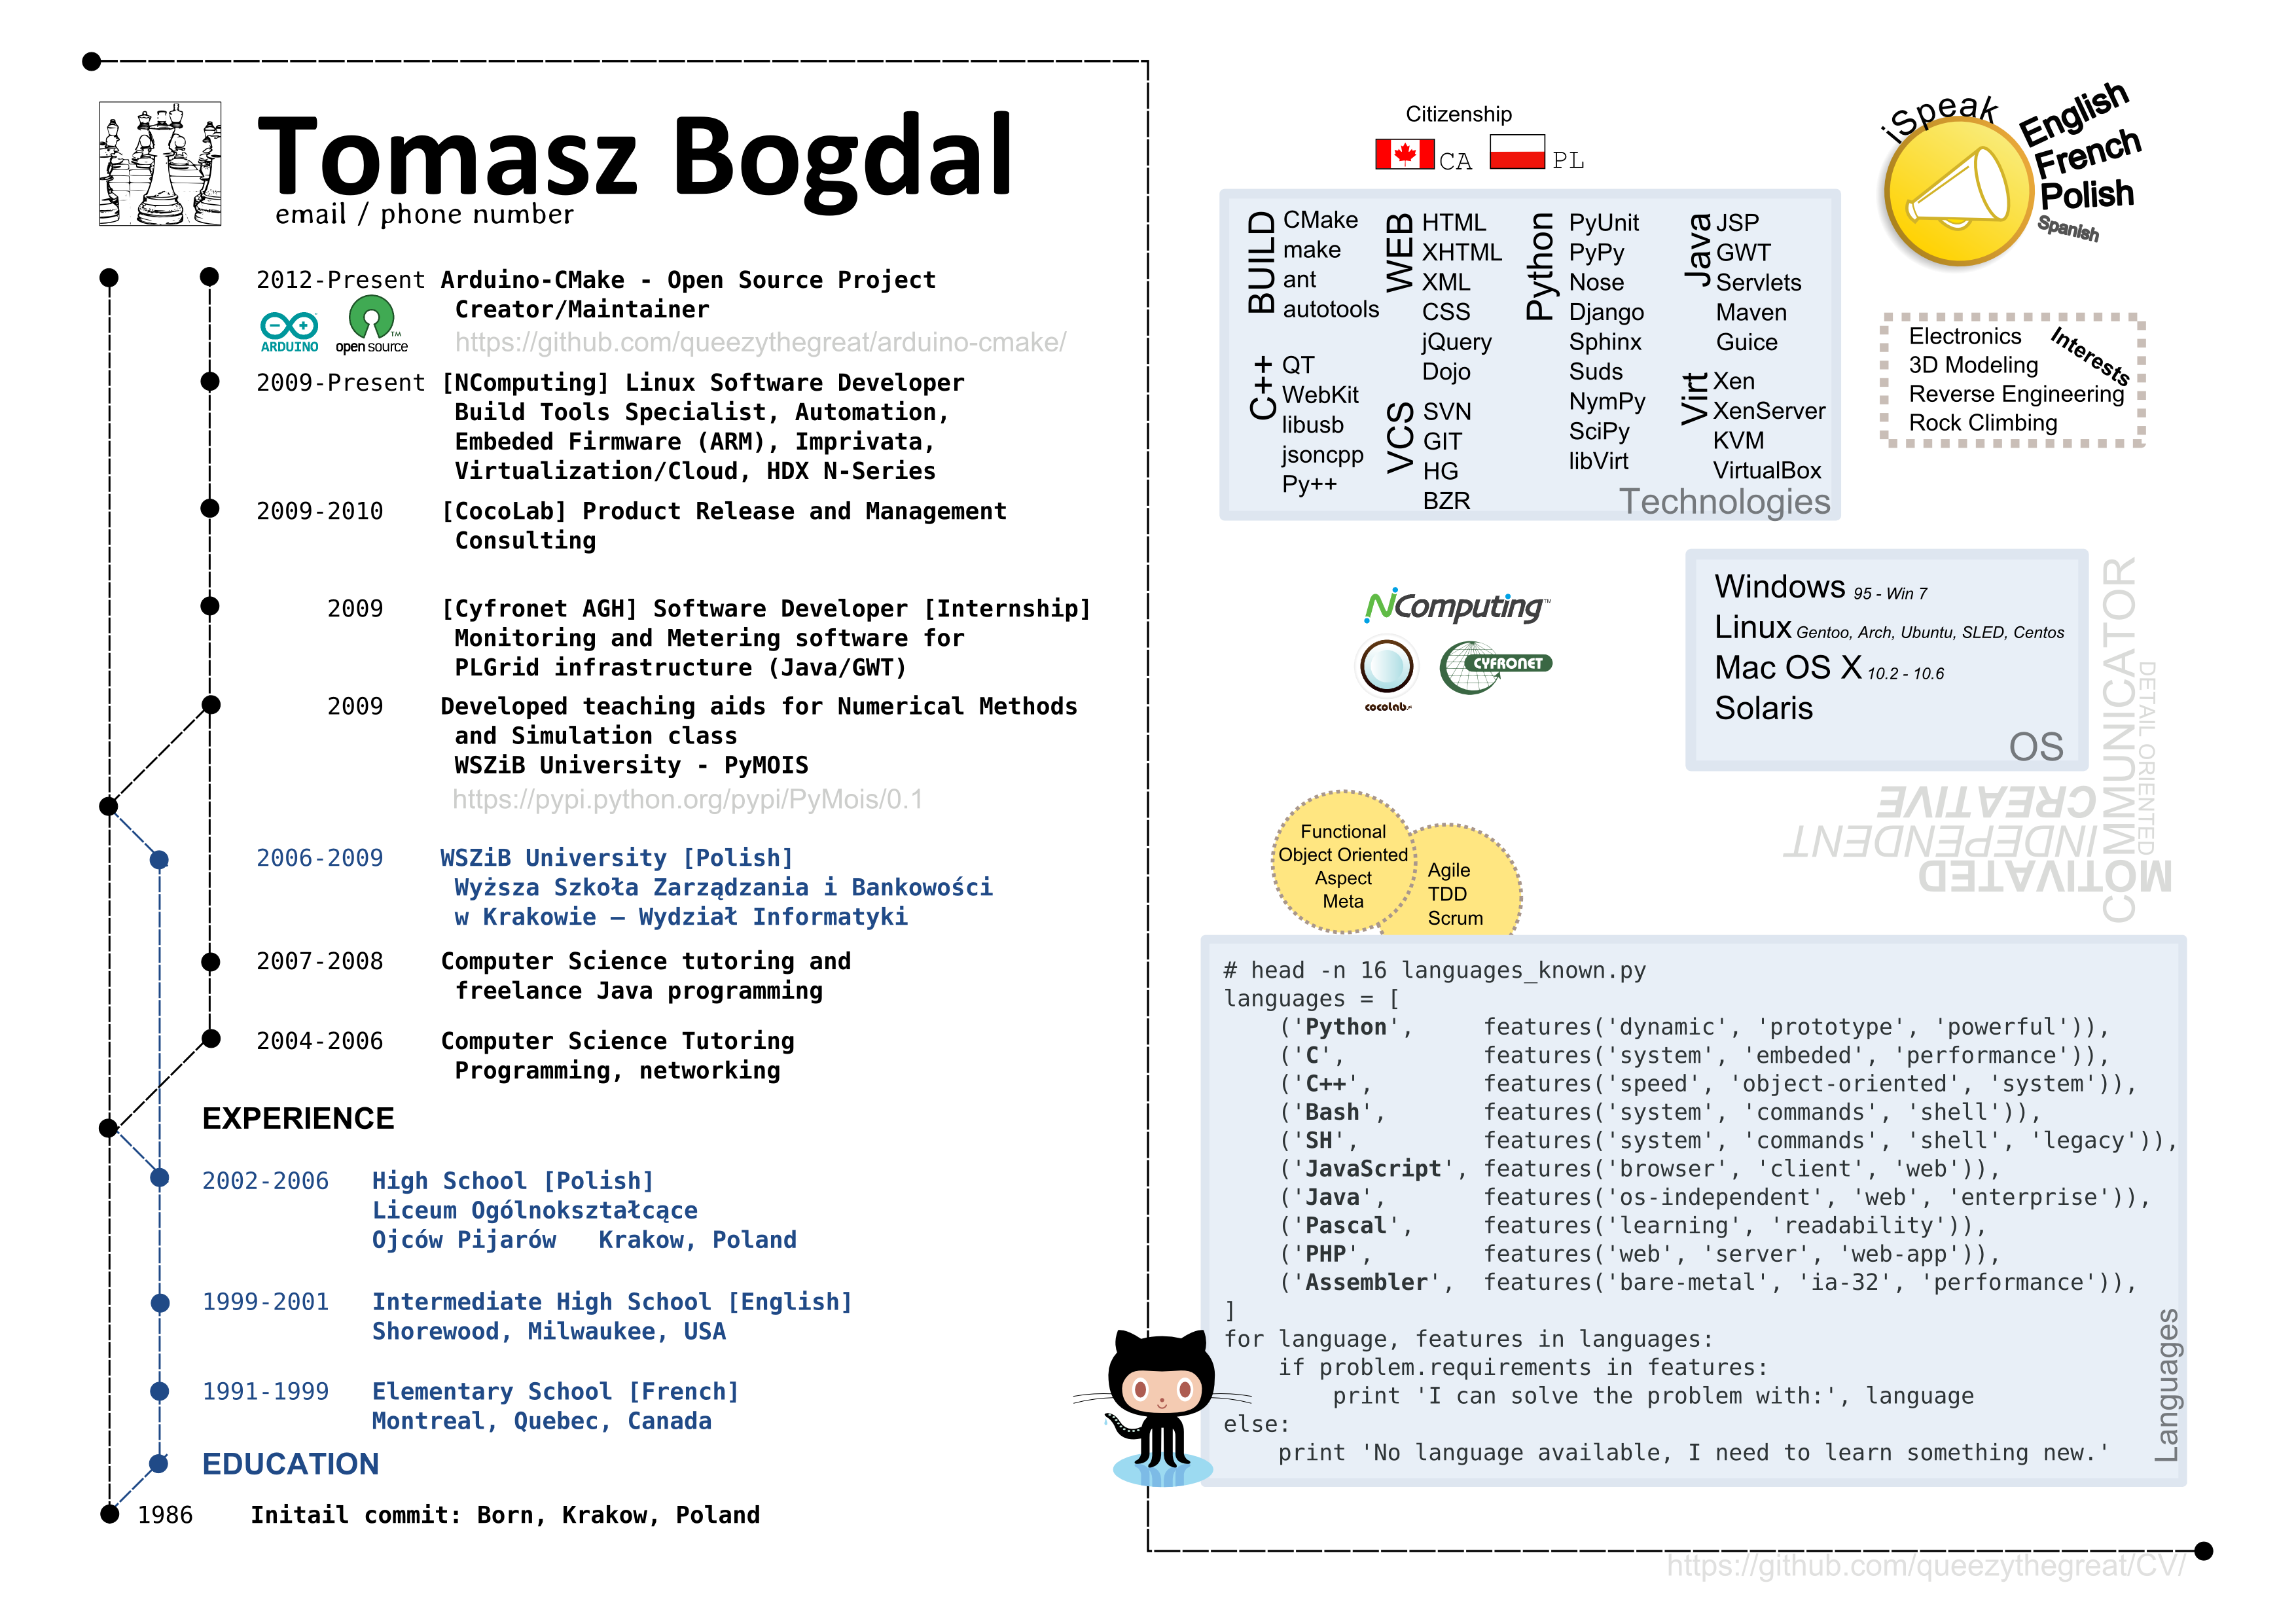 Tomasz Bogdal
email / phone number
2012-Present Arduino-CMake - Open Source Project
Creator/Maintainer
ARDUINO
open source
TM
https://github.com/queezythegreat/arduino-cmake/
2009-Present [NComputing] Linux Software Developer
Build Tools Specialist, Automation,
Embeded Firmware (ARM), Imprivata,
Virtualization/Cloud, HDX N-Series
2009-2010 [CocoLab] Product Release and Management
Consulting
2009 [Cyfronet AGH] Software Developer [Internship]
Monitoring and Metering software for
PLGrid infrastructure (Java/GWT)
2009 Developed teaching aids for Numerical Methods
and Simulation class
WSZiB University - PyMOIS
https://pypi.python.org/pypi/PyMois/0.1
2006-2009 WSZiB University [Polish]
Wyższa Szkoła Zarządzania i Bankowości
w Krakowie – Wydział Informatyki
2007-2008 Computer Science tutoring and
freelance Java programming
2004-2006 Computer Science Tutoring
Programming, networking
EXPERIENCE
2002-2006 High School [Polish]
Liceum Ogólnokształcące
Ojców Pijarów Krakow, Poland
1999-2001 Intermediate High School [English]
Shorewood, Milwaukee, USA
1991-1999 Elementary School [French]
Montreal, Quebec, Canada
EDUCATION
1986 Initail commit: Born, Krakow, Poland
Citizenship
CA PL
iSpeak
English
French
Polish
Spanish
BUILD
CMake
make
ant
autotools
C++
QT
WebKit
libusb
jsoncpp
Py++
WEB
HTML
XHTML
XML
CSS
jQuery
Dojo
VCS
SVN
GIT
HG
BZR
Python
PyUnit
PyPy
Nose
Django
Sphinx
Suds
NymPy
SciPy
libVirt
Java
JSP
GWT
Servlets
Maven
Guice
Virt
Xen
XenServer
KVM
VirtualBox
Technologies
Interests
Electronics
3D Modeling
Reverse Engineering
Rock Climbing
NComputing™
cocolab.
CYFRONET
Windows 95 - Win 7
Linux Gentoo, Arch, Ubuntu, SLED, Centos
Mac OS X 10.2 - 10.6
Solaris
OS
COMMUNICATOR
DETAIL ORIENTED
CREATIVE
INDEPENDENT
MOTIVATED
Functional
Object Oriented
Aspect
Meta
Agile
TDD
Scrum
# head -n 16 languages_known.py
languages = [
('Python', features('dynamic', 'prototype', 'powerful')),
('C', features('system', 'embeded', 'performance')),
('C++', features('speed', 'object-oriented', 'system')),
('Bash', features('system', 'commands', 'shell')),
('SH', features('system', 'commands', 'shell', 'legacy')),
('JavaScript', features('browser', 'client', 'web')),
('Java', features('os-independent', 'web', 'enterprise')),
('Pascal', features('learning', 'readability')),
('PHP', features('web', 'server', 'web-app')),
('Assembler', features('bare-metal', 'ia-32', 'performance')),
]
for language, features in languages:
if problem.requirements in features:
print 'I can solve the problem with:', language
else:
print 'No language available, I need to learn something new.'
Languages
https://github.com/queezythegreat/CV/